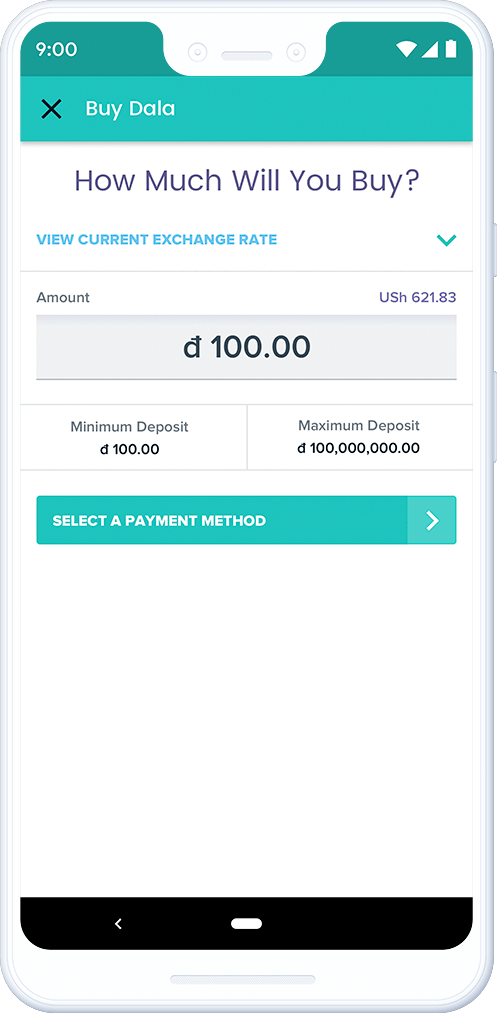 9:00
Buy Dala
How Much Will You Buy?
VIEW CURRENT EXCHANGE RATE
Amount USh 621.83
đ 100.00
Minimum Deposit Maximum Deposit
đ 100.00 đ 100,000,000.00
SELECT A PAYMENT METHOD